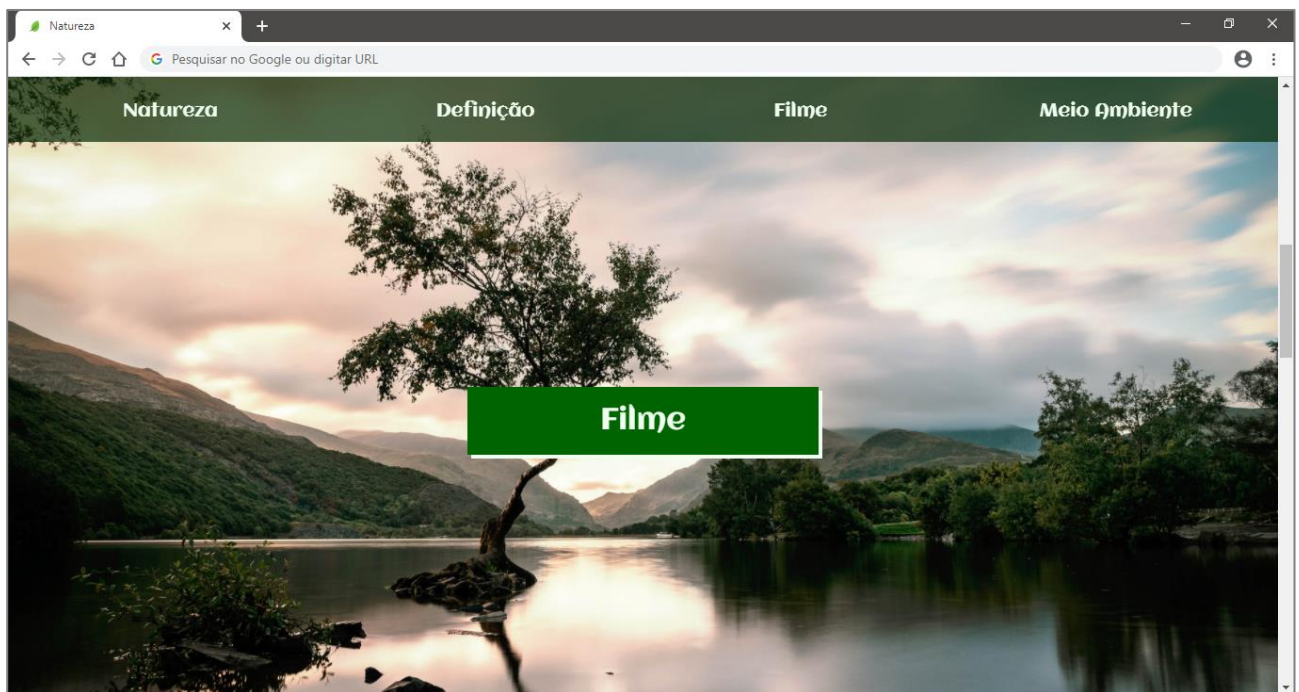 Natureza
Pesquisar no Google ou digitar URL
Natureza Definição Filme Meio Ambiente
Filme